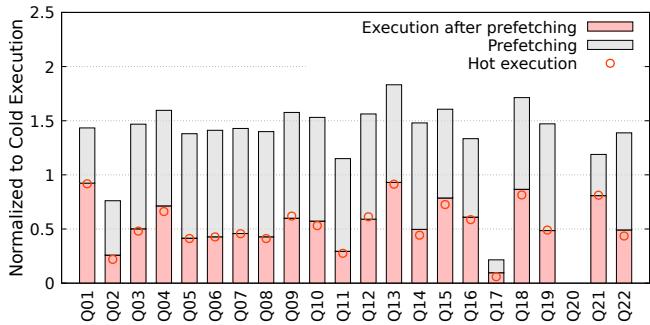 Normalized to Cold Execution
2.5
2
1.5
1
0.5
0
Execution after prefetching
Prefetching
Hot execution
Q01
Q02
Q03
Q04
Q05
Q06
Q07
Q08
Q09
Q10
Q11
Q12
Q13
Q14
Q15
Q16
Q17
Q18
Q19
Q20
Q21
Q22